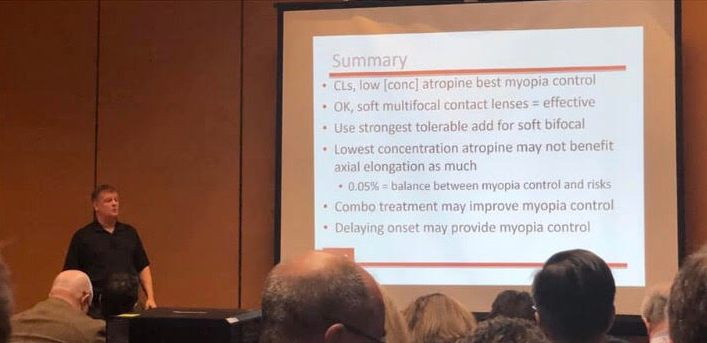 Summary
• CLs, low [conc] atropine best myopia control
• OK, soft multifocal contact lenses = effective
• Use strongest tolerable add for soft bifocal
• Lowest concentration atropine may not benefit
axial elongation as much
• 0.05% = balance between myopia control and risks
• Combo treatment may improve myopia control
• Delaying onset may provide myopia control